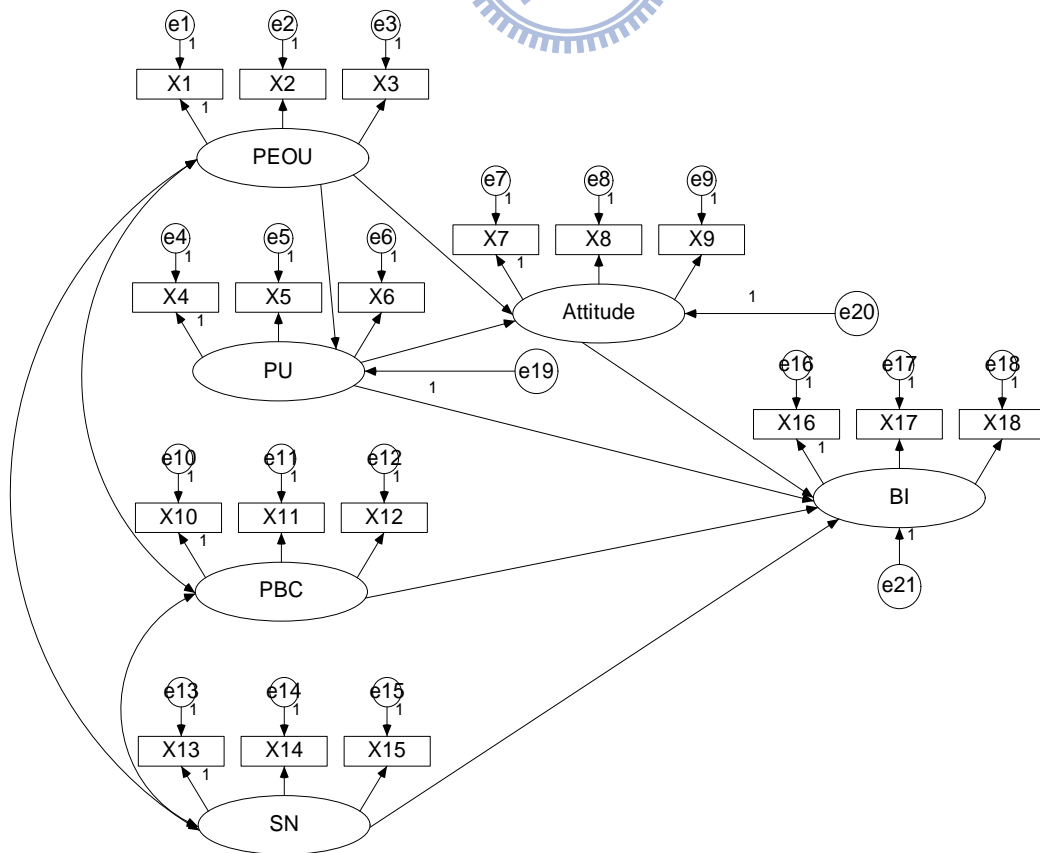 e1 e2 e3
1 1 1
X1 X2 X3
1
PEOU
e7 e8 e9
1 1 1
X7 X8 X9
1
e4 e5 e6
1 1 1
X4 X5 X6
1
Attitude
1
e20
PU
1
e19
e16 e17 e18
1 1 1
X16 X17 X18
1
BI
1
e21
e10 e11 e12
1 1 1
X10 X11 X12
1
PBC
e13 e14 e15
1 1 1
X13 X14 X15
1
SN